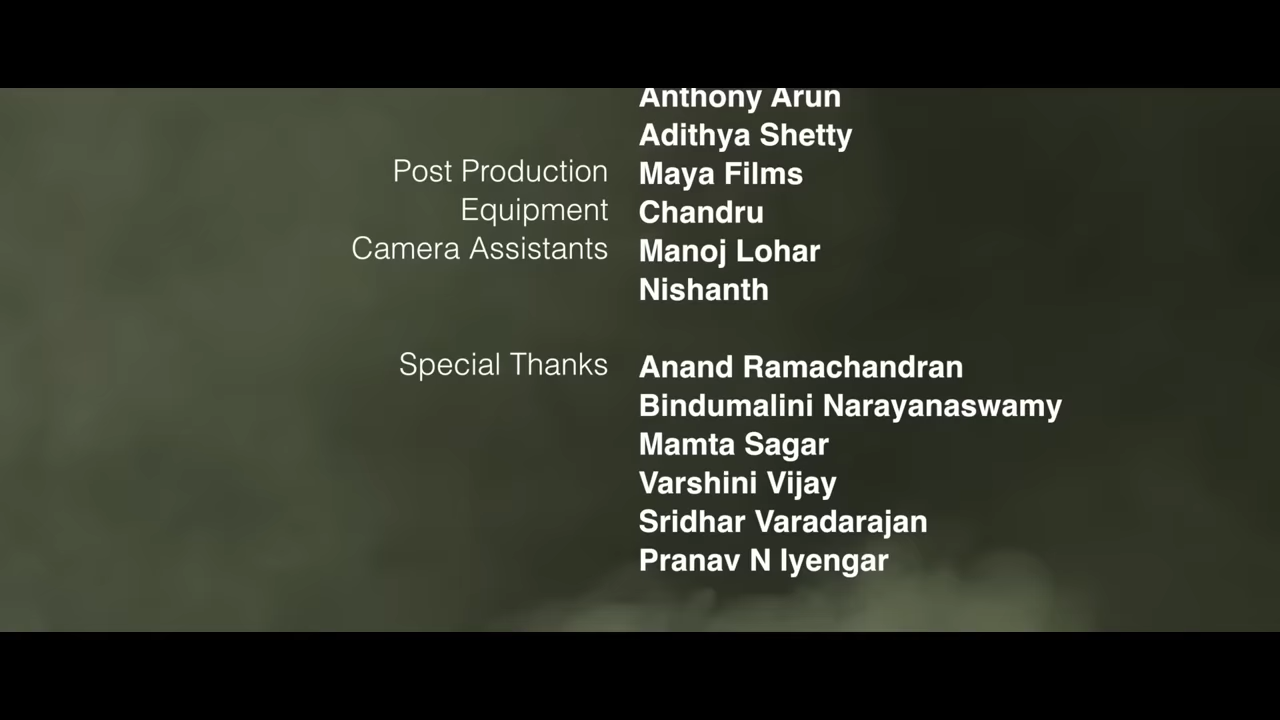 Anthony Arun
Adithya Shetty
Post Production Maya Films
Equipment Chandru
Camera Assistants Manoj Lohar
Nishanth
Special Thanks Anand Ramachandran
Bindumalini Narayanaswamy
Mamta Sagar
Varshini Vijay
Sridhar Varadarajan
Pranav N Iyengar